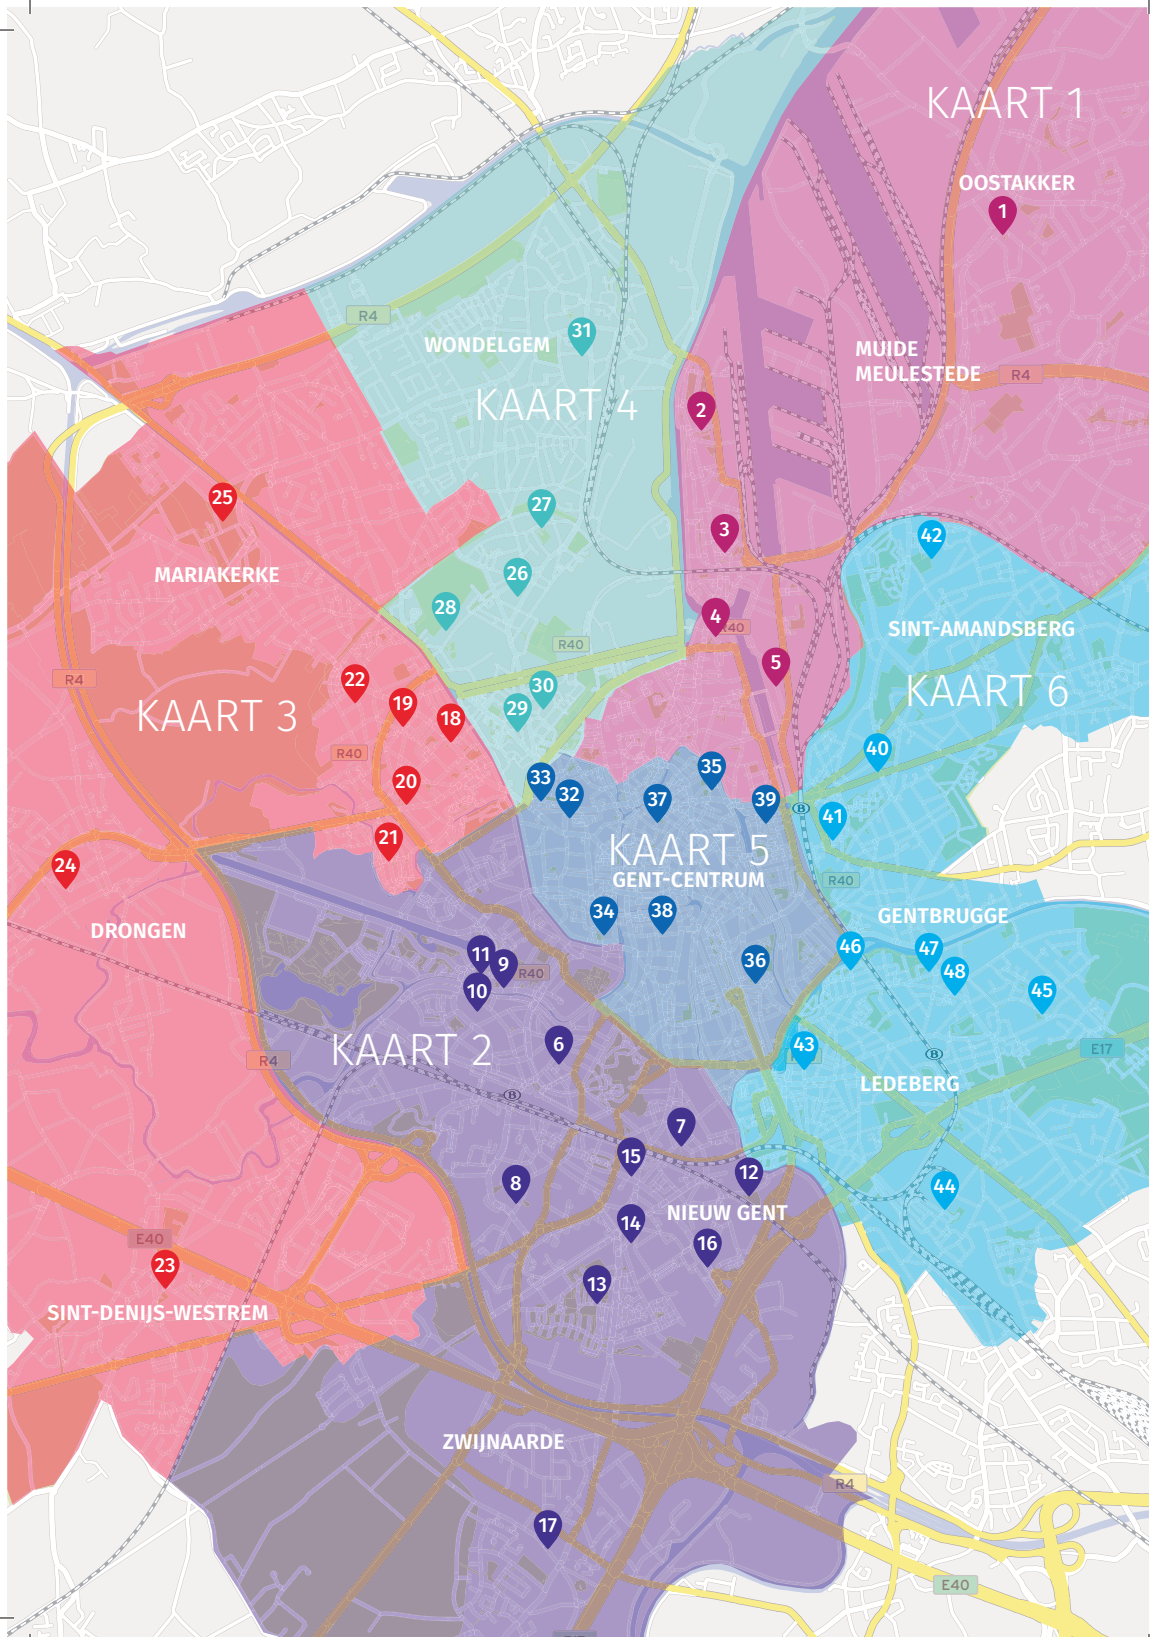 KAART 1
OOSTAKKER
1
R4
31
WONDELGEM
MUIDE
MEULESTEDE
R4
KAART 4
2
25
27
3
42
MARIAKERKE
26
28
4
R40
SINT-AMANDSBERG
R40
5
R4
22
30
KAART 6
19
29
KAART 3
18
R40
40
35
33
20
32
37
39
B
41
21
KAART 5
24
GENT-CENTRUM
R40
34
38
GENTBRUGGE
DRONGEN
46
47
11
9
R40
36
48
10
45
6
43
KAART 2
E17
R4
B
LEDEBERG
B
7
15
12
8
44
14
NIEUW GENT
E40
16
23
13
SINT-DENIJS-WESTREM
ZWIJNAARDE
R4
17
E40